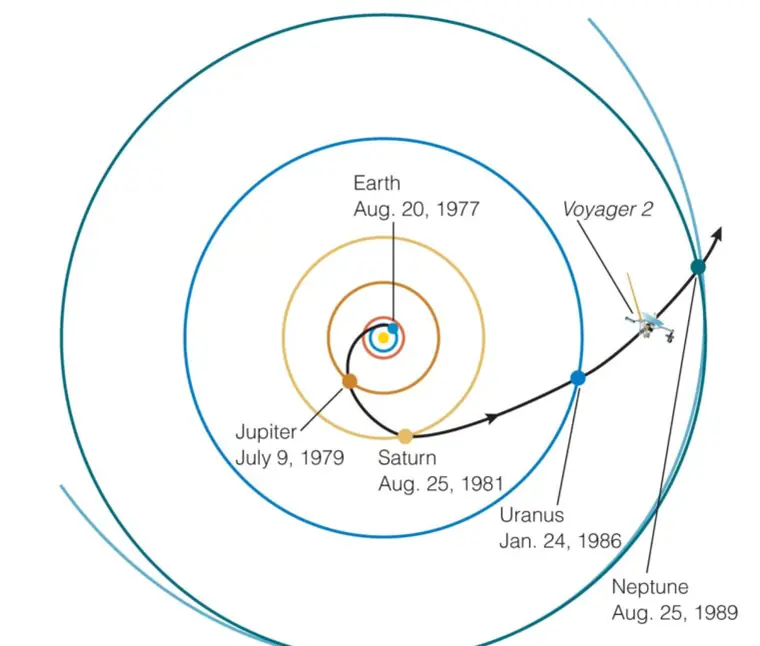 Earth
Aug. 20, 1977
Voyager 2
Jupiter
July 9, 1979
Saturn
Aug. 25, 1981
Uranus
Jan. 24, 1986
Neptune
Aug. 25, 1989